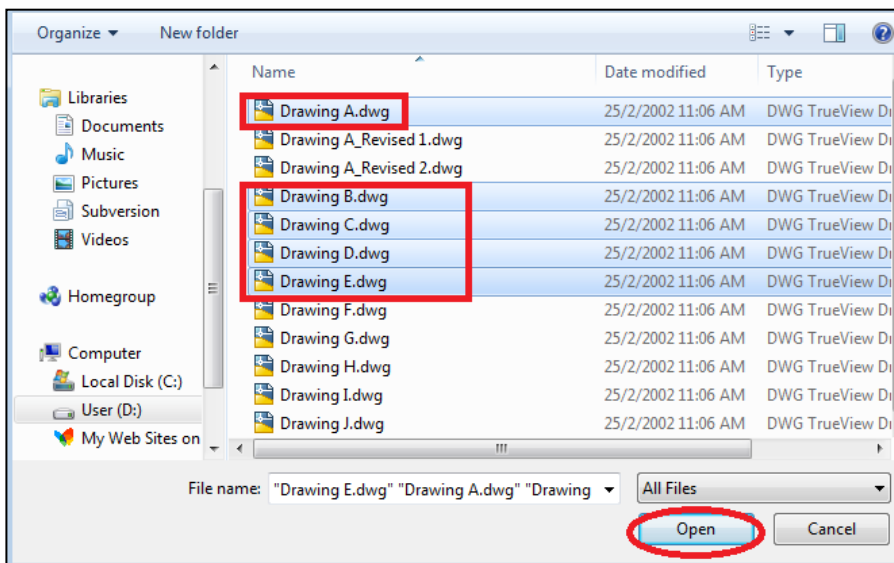 Organize New folder
Name Date modified Type
Libraries
Documents
Music
Pictures
Subversion
Videos
Homegroup
Computer
Local Disk (C:)
User (D:)
My Web Sites on
Drawing A.dwg 25/2/2002 11:06 AM DWG TrueView Dr
Drawing A_Revised 1.dwg 25/2/2002 11:06 AM DWG TrueView Dr
Drawing A_Revised 2.dwg 25/2/2002 11:06 AM DWG TrueView Dr
Drawing B.dwg 25/2/2002 11:06 AM DWG TrueView Dr
Drawing C.dwg 25/2/2002 11:06 AM DWG TrueView Dr
Drawing D.dwg 25/2/2002 11:06 AM DWG TrueView Dr
Drawing E.dwg 25/2/2002 11:06 AM DWG TrueView Dr
Drawing F.dwg 25/2/2002 11:06 AM DWG TrueView Dr
Drawing G.dwg 25/2/2002 11:06 AM DWG TrueView Dr
Drawing H.dwg 25/2/2002 11:06 AM DWG TrueView Dr
Drawing I.dwg 25/2/2002 11:06 AM DWG TrueView Dr
Drawing J.dwg 25/2/2002 11:06 AM DWG TrueView Dr
File name: "Drawing E.dwg" "Drawing A.dwg" "Drawing All Files
Open Cancel